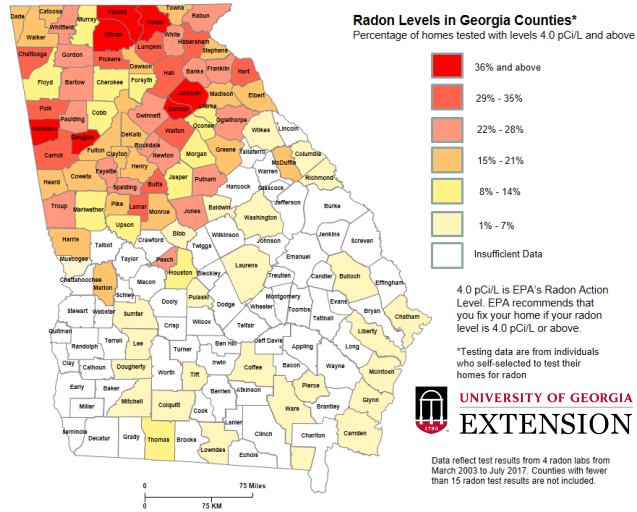 Radon Levels in Georgia Counties*
Percentage of homes tested with levels 4.0 pCi/L and above
36% and above
29% - 35%
22% - 28%
15% - 21%
8% - 14%
1% - 7%
Insufficient Data
4.0 pCi/L is EPA's Radon Action
Level. EPA recommends that
you fix your home if your radon
level is 4.0 pCi/L or above.
*Testing data are from individuals
who self-selected to test their
homes for radon
1785
UNIVERSITY OF GEORGIA
EXTENSION
Data reflect test results from 4 radon labs from
March 2003 to July 2017. Counties with fewer
than 15 radon test results are not included.
Dade
Catoosa
Walker
Whitfield
Murray
Fannin
Union
Towns
Rabun
Gilmer
White
Habersham
Lumpkin
Stephens
Chattooga
Gordon
Pickens
Dawson
Hall
Banks
Franklin
Hart
Floyd
Bartow
Cherokee
Forsyth
Jackson
Madison
Elbert
Polk
Paulding
Cobb
Gwinnett
Barrow
Clarke
Oconee
Oglethorpe
Wilkes
Lincoln
Haralson
Douglas
DeKalb
Walton
Rockdale
Carroll
Fulton
Clayton
Newton
Morgan
Greene
Taliaferro
McDuffie
Columbia
Heard
Coweta
Fayette
Henry
Jasper
Putnam
Warren
Richmond
Spalding
Butts
Hancock
Glascock
Troup
Meriwether
Pike
Lamar
Monroe
Jones
Baldwin
Washington
Jefferson
Burke
Upson
Harris
Talbot
Crawford
Bibb
Twiggs
Wilkinson
Johnson
Jenkins
Screven
Muscogee
Taylor
Peach
Emanuel
Chattahoochee
Marion
Macon
Houston
Bleckley
Laurens
Treutlen
Candler
Bulloch
Effingham
Schley
Dooly
Pulaski
Dodge
Montgomery
Wheeler
Toombs
Evans
Tattnall
Bryan
Chatham
Stewart
Webster
Sumter
Crisp
Wilcox
Telfair
Liberty
Quitman
Randolph
Terrell
Lee
Turner
Ben Hill
Jeff Davis
Appling
Long
Clay
Calhoun
Dougherty
Worth
Irwin
Coffee
Bacon
Wayne
McIntosh
Early
Baker
Tift
Pierce
Glynn
Miller
Mitchell
Colquitt
Berrien
Atkinson
Ware
Brantley
Cook
Lanier
Clinch
Seminole
Decatur
Grady
Thomas
Brooks
Lowndes
Echols
Charlton
Camden
0
75 Miles
0
75 KM